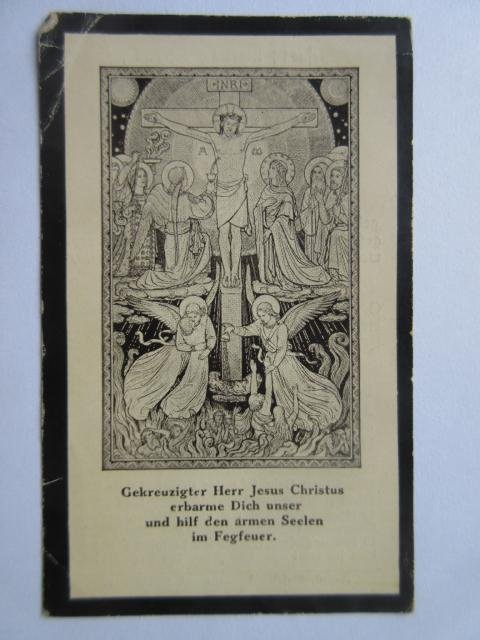 INRI
A ω
Gekreuzigter Herr Jesus Christus
erbarme Dich unser
und hilf den armen Seelen
im Fegfeuer.